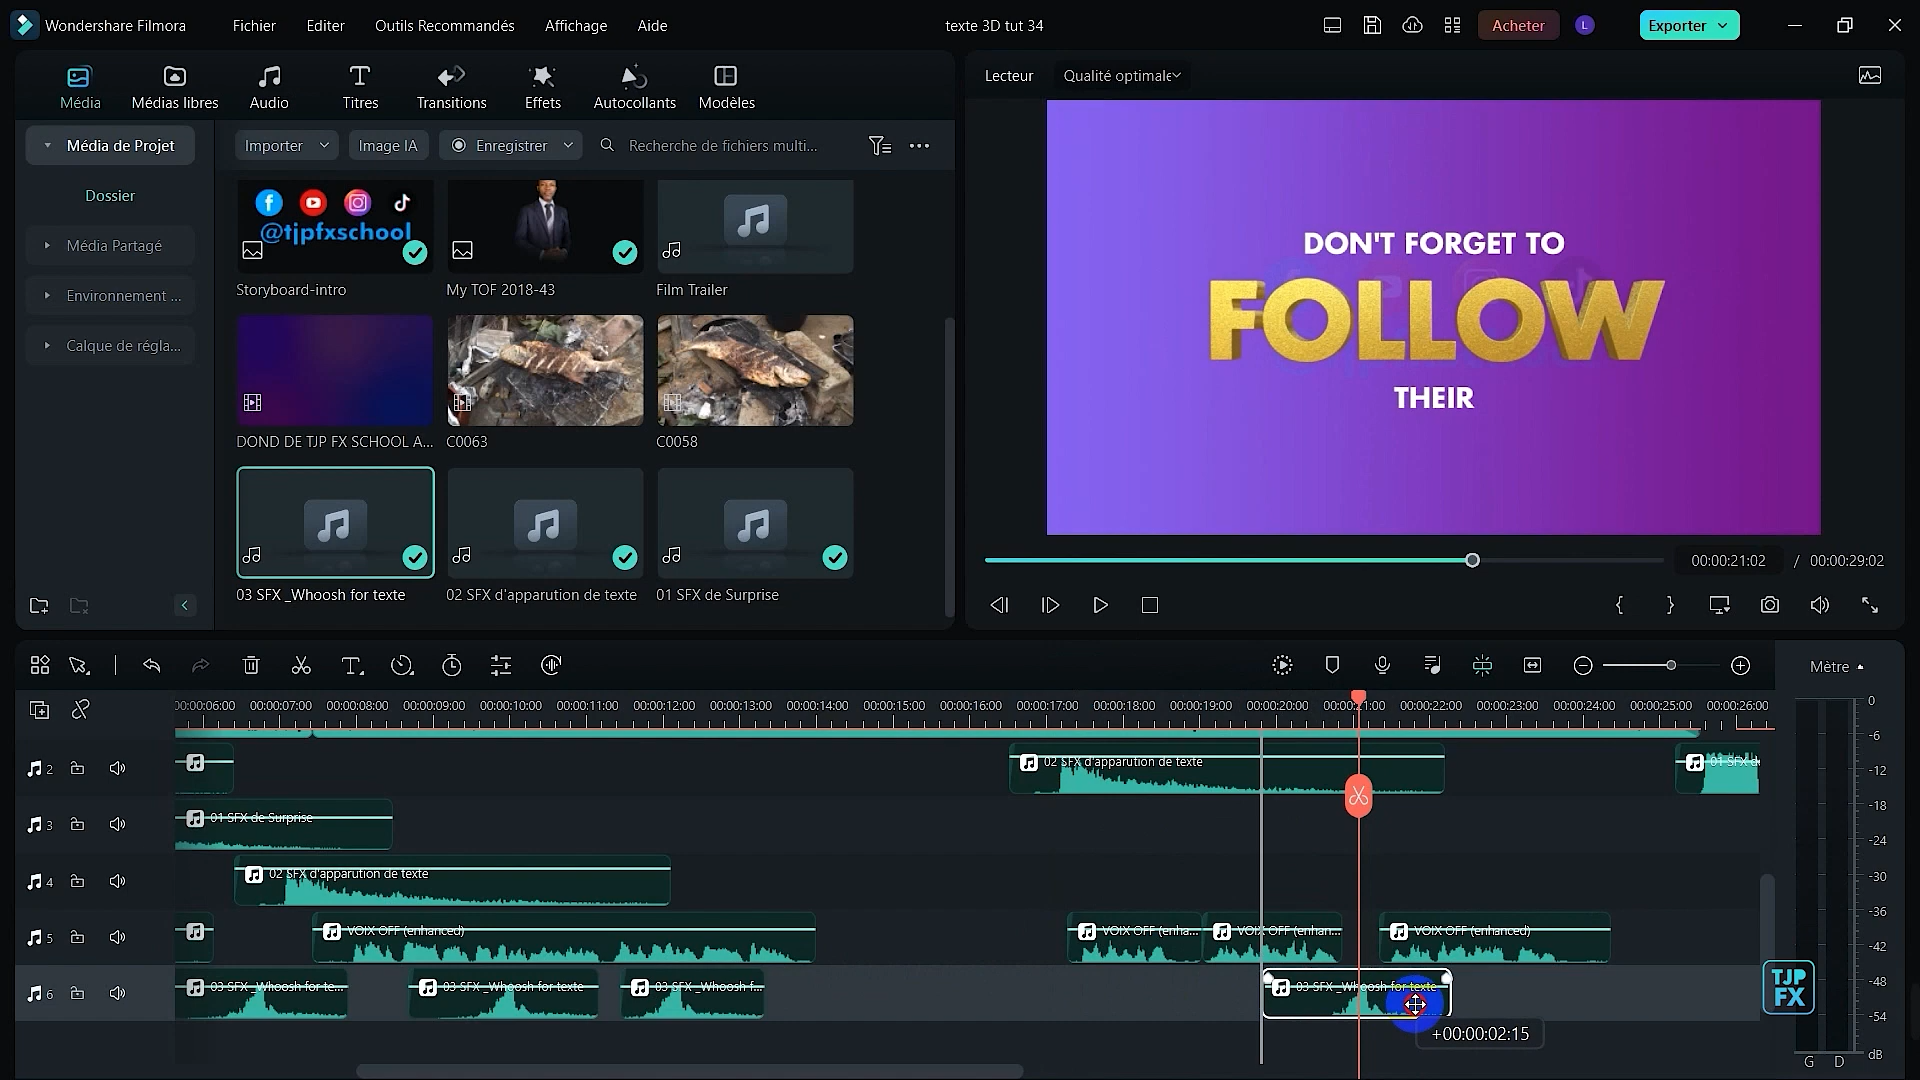 Wondershare Filmora Fichier Editer Outils Recommandés Affichage Aide texte 3D tut 34 Acheter L Exporter
Média Médias libres Audio Titres Transitions Effets Autocollants Modèles
Lecteur Qualité optimale
Média de Projet
Dossier
Média Partagé
Environnement ...
Calque de régla...
Importer Image IA Enregistrer Recherche de fichiers multi...
@tjpfxschool
Storyboard-intro My TOF 2018-43 Film Trailer
DOND DE TJP FX SCHOOL A... C0063 C0058
03 SFX _Whoosh for texte 02 SFX d'apparution de texte 01 SFX de Surprise
DON'T FORGET TO
FOLLOW
THEIR
00:00:21:02 / 00:00:29:02
Mètre
00:00:06:00 00:00:07:00 00:00:08:00 00:00:09:00 00:00:10:00 00:00:11:00 00:00:12:00 00:00:13:00 00:00:14:00 00:00:15:00 00:00:16:00 00:00:17:00 00:00:18:00 00:00:19:00 00:00:20:00 00:00:21:00 00:00:22:00 00:00:23:00 00:00:24:00 00:00:25:00 00:00:26:00
2 02 SFX d'apparution de texte 01 SFX de
3 01 SFX de Surprise
4 02 SFX d'apparution de texte
5 VOIX OFF (enhanced) VOIX OFF (enha... VOIX OFF (enhan... VOIX OFF (enhanced)
6 03 SFX _Whoosh for te... 03 SFX _Whoosh for texte 03 SFX _Whoosh f... 03 SFX _Whoosh for texte
+00:00:02:15
TJP
FX
0
-6
-12
-18
-24
-30
-36
-42
-48
-54
dB
G D